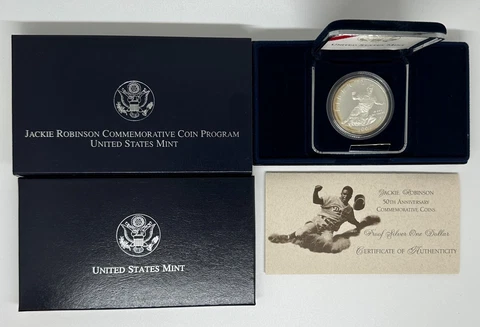 JACKIE ROBINSON COMMEMORATIVE COIN PROGRAM
UNITED STATES MINT
UNITED STATES MINT
JACKIE ROBINSON
50TH ANNIVERSARY
COMMEMORATIVE COINS
Proof Silver One Dollar
CERTIFICATE OF AUTHENTICITY